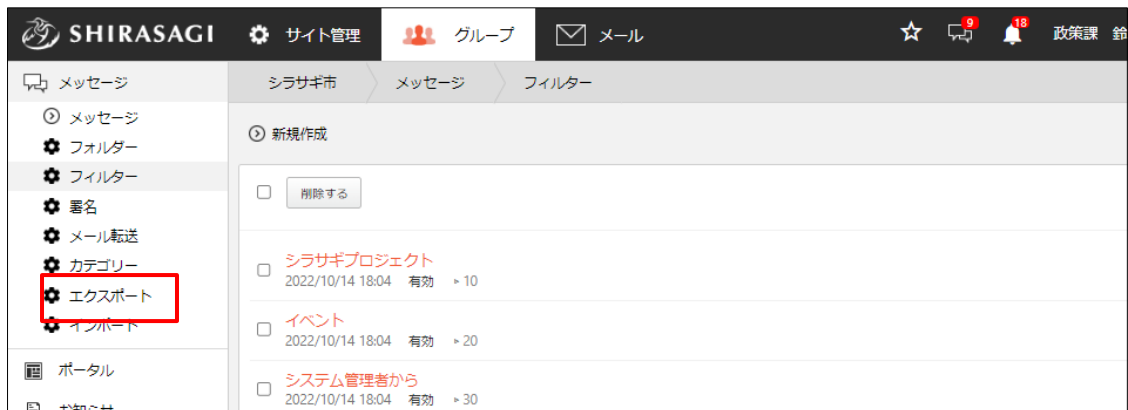 SHIRASAGI サイト管理 グループ メール 9 18 政策課 鈴
メッセージ
シラサギ市 メッセージ フィルター
メッセージ
フォルダー
フィルター
署名
メール転送
カテゴリー
エクスポート
インポート
ポータル
お知らせ
新規作成
削除する
シラサギプロジェクト
2022/10/14 18:04 有効 10
イベント
2022/10/14 18:04 有効 20
システム管理者から
2022/10/14 18:04 有効 30